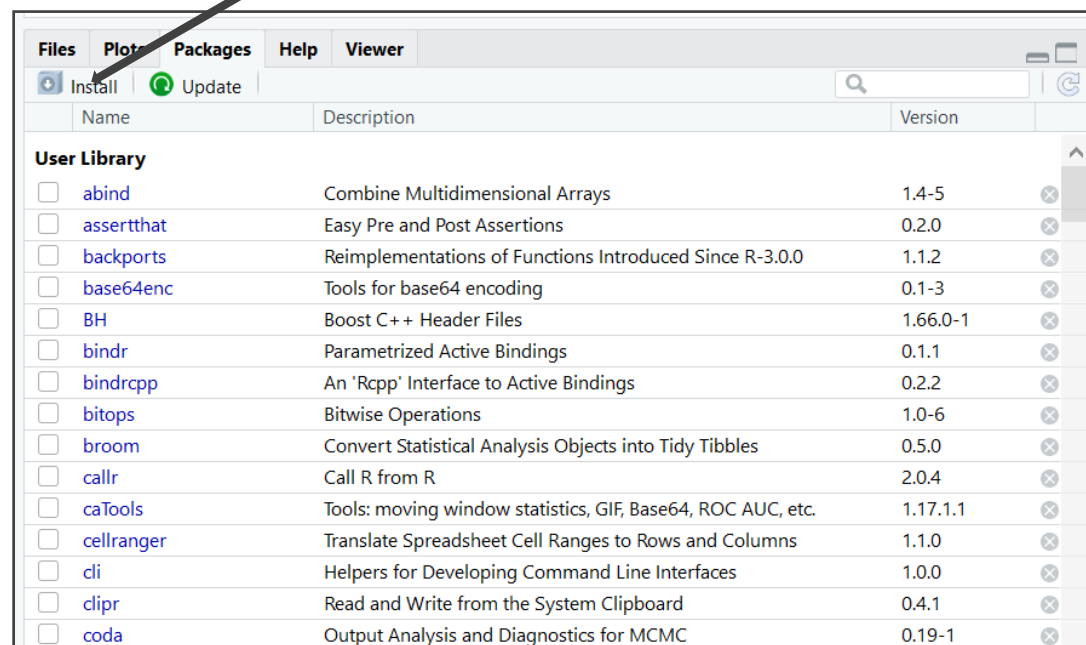 Files Plots Packages Help Viewer
Install Update
Name Description Version
User Library
abind Combine Multidimensional Arrays 1.4-5
assertthat Easy Pre and Post Assertions 0.2.0
backports Reimplementations of Functions Introduced Since R-3.0.0 1.1.2
base64enc Tools for base64 encoding 0.1-3
BH Boost C++ Header Files 1.66.0-1
bindr Parametrized Active Bindings 0.1.1
bindrcpp An 'Rcpp' Interface to Active Bindings 0.2.2
bitops Bitwise Operations 1.0-6
broom Convert Statistical Analysis Objects into Tidy Tibbles 0.5.0
callr Call R from R 2.0.4
caTools Tools: moving window statistics, GIF, Base64, ROC AUC, etc. 1.17.1.1
cellranger Translate Spreadsheet Cell Ranges to Rows and Columns 1.1.0
cli Helpers for Developing Command Line Interfaces 1.0.0
clipr Read and Write from the System Clipboard 0.4.1
coda Output Analysis and Diagnostics for MCMC 0.19-1